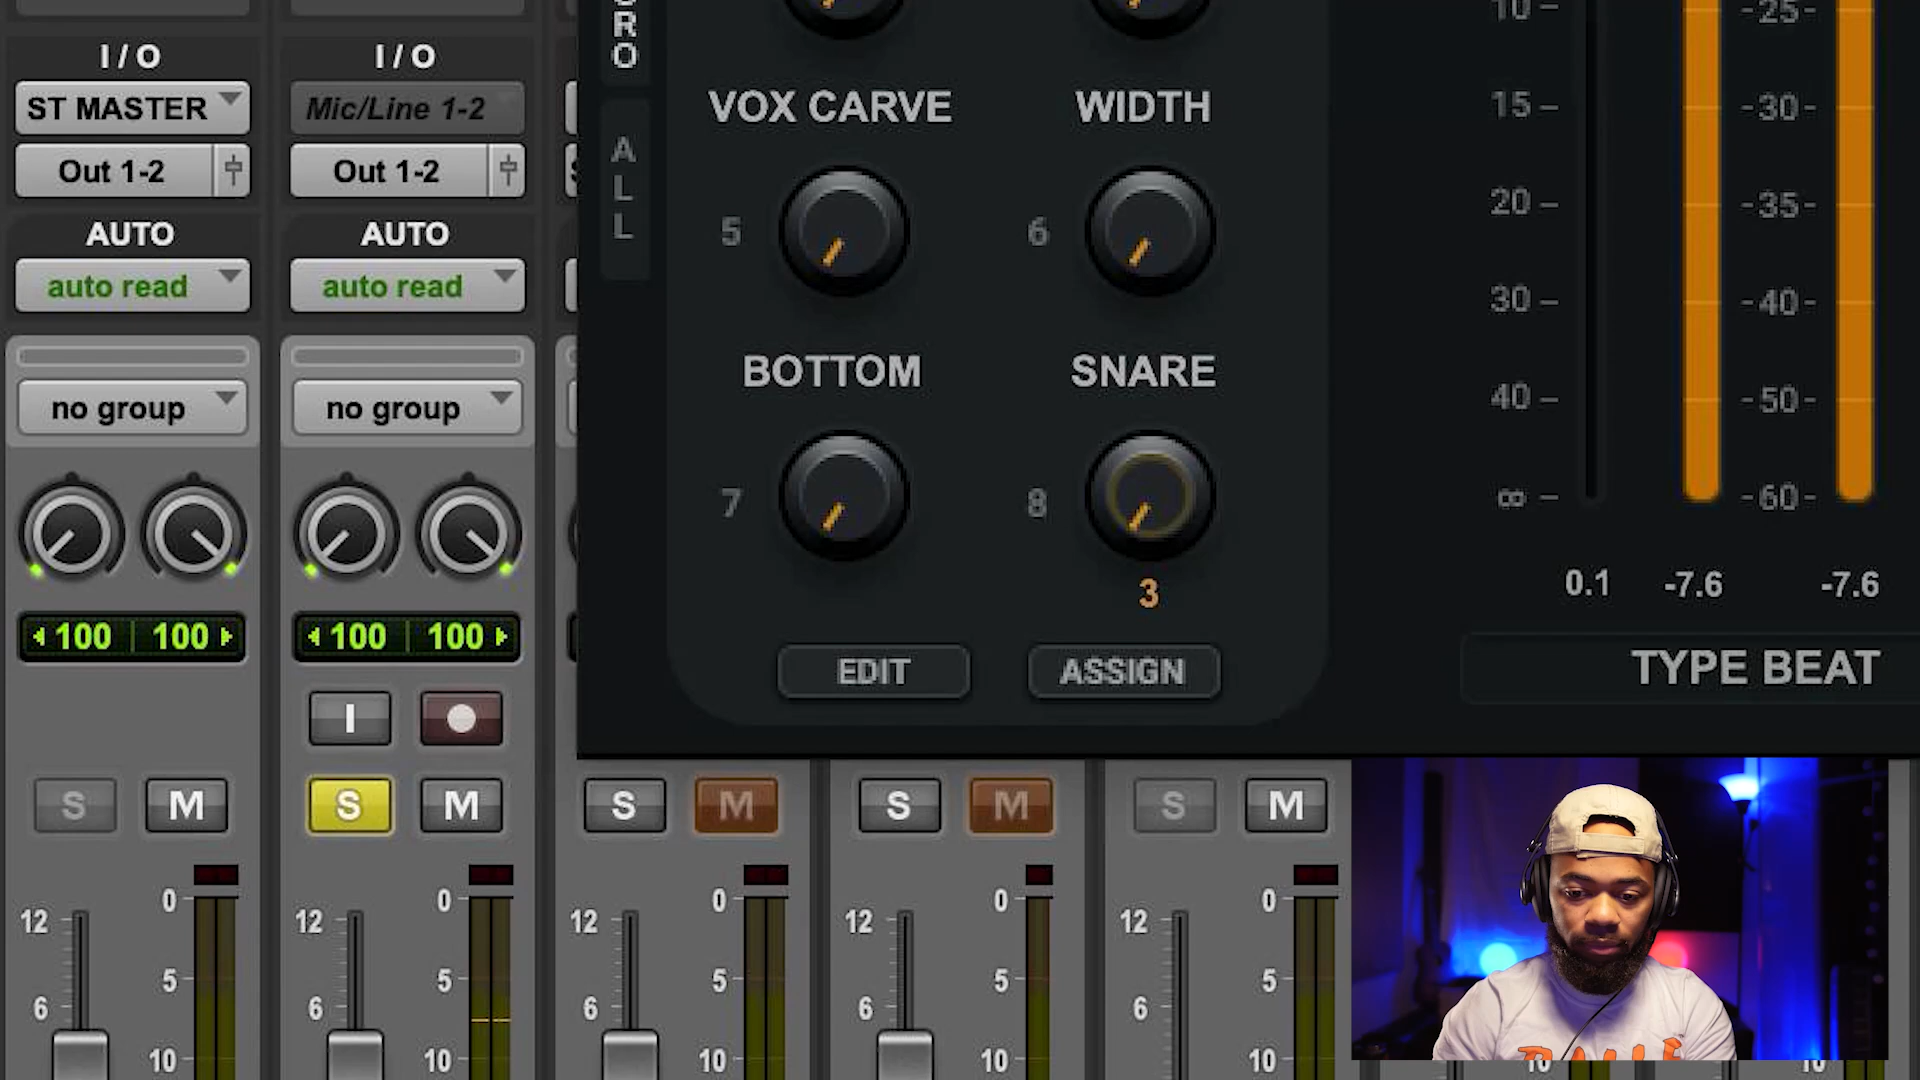 I / O
I / O
ST MASTER
Mic/Line 1-2
Out 1-2
Out 1-2
AUTO
AUTO
auto read
auto read
no group
no group
100 100
100 100
I
S M
S M
S M
S M
S M
0
0
0
0
0
12
12
12
12
12
5
5
5
5
5
6
6
6
6
6
10
10
10
10
10
10
10
R
O
A
L
L
VOX CARVE
WIDTH
5
6
BOTTOM
SNARE
7
8
3
EDIT
ASSIGN
10 -25
15 -30
20 -35
30 -40
40 -50
∞ -60
0.1 -7.6 -7.6
TYPE BEAT